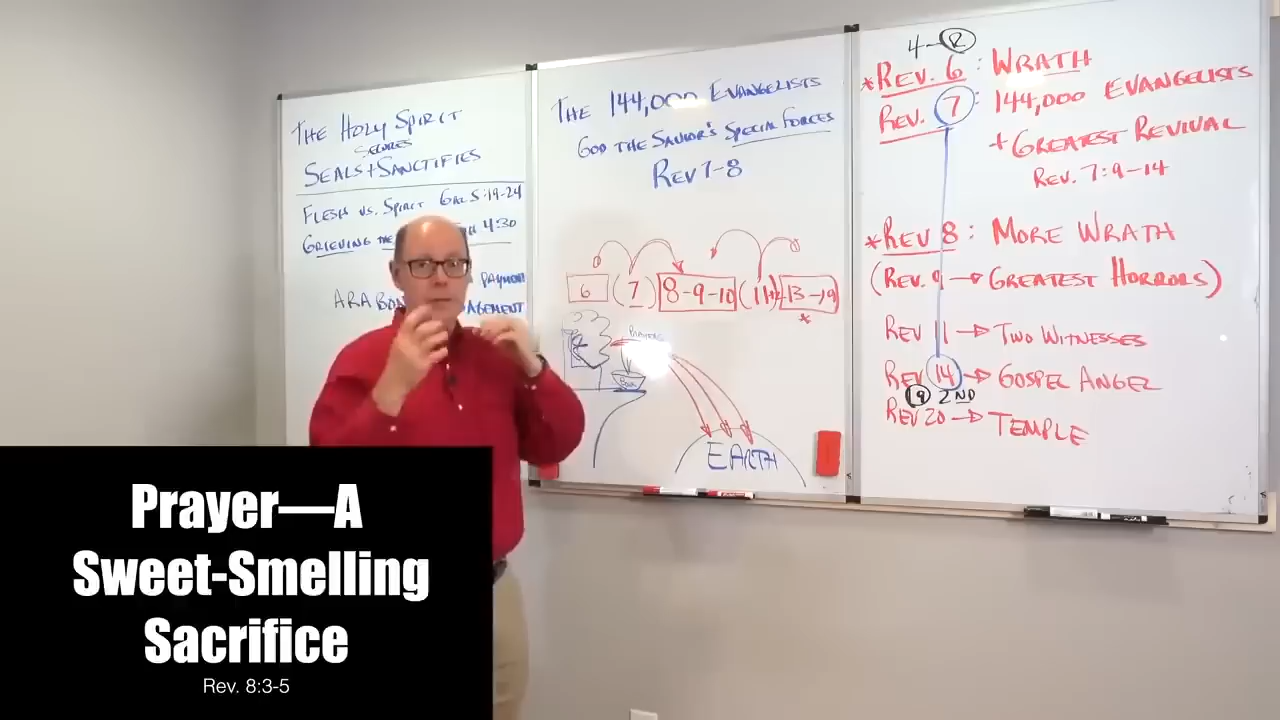 THE HOLY SPIRIT
SECURES
SEALS + SANCTIFIES
FLESH VS. SPIRIT GAL 5:19-24
GRIEVING THE 4:30
PAYMENT
ARABON AGEMENT
THE 144,000 EVANGELISTS
GOD THE SAVIOR'S SPECIAL FORCES
REV 7-8
6 (7) 8-9-10 (11+12) 13-19
*
PRAYERS
BOWL
EARTH
4-R
*REV. 6: WRATH
REV. 7: 144,000 EVANGELISTS
+ GREATEST REVIVAL
REV. 7:9-14
*REV 8: MORE WRATH
(REV. 9 → GREATEST HORRORS)
REV 11 → TWO WITNESSES
REV 14 → GOSPEL ANGEL
19 2ND
REV 20 → TEMPLE
Prayer—A
Sweet-Smelling
Sacrifice
Rev. 8:3-5